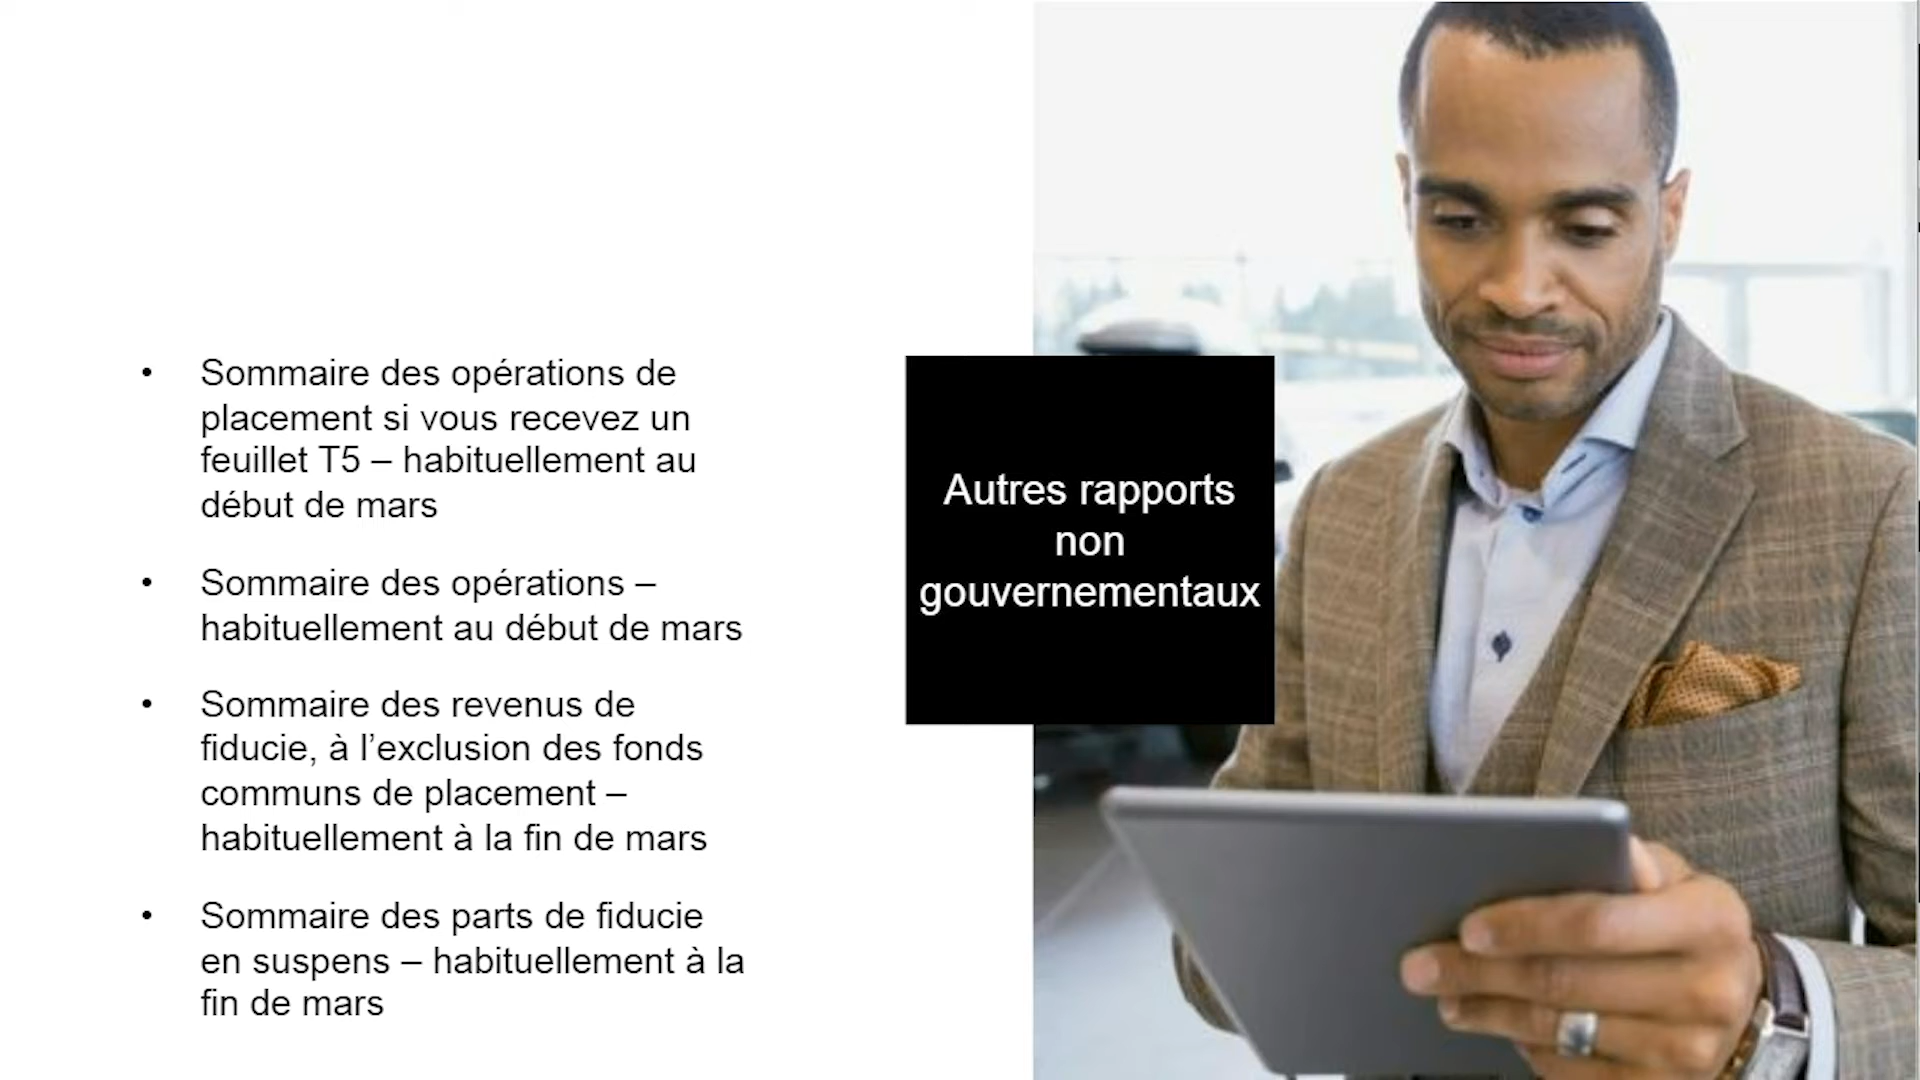 • Sommaire des opérations de
placement si vous recevez un
feuillet T5 – habituellement au
début de mars
• Sommaire des opérations –
habituellement au début de mars
• Sommaire des revenus de
fiducie, à l’exclusion des fonds
communs de placement –
habituellement à la fin de mars
• Sommaire des parts de fiducie
en suspens – habituellement à la
fin de mars
Autres rapports
non
gouvernementaux